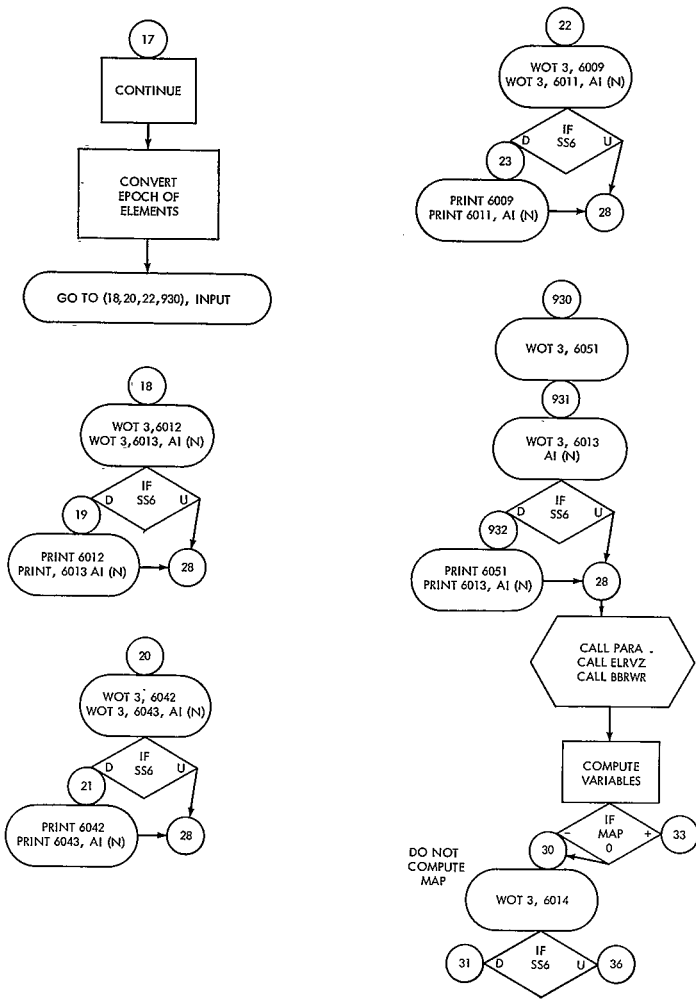 17
CONTINUE
CONVERT
EPOCH OF
ELEMENTS
GO TO (18,20,22,930), INPUT
18
WOT 3,6012
WOT 3,6013, AI (N)
IF
SS6
D
U
19
PRINT 6012
PRINT, 6013 AI (N)
28
20
WOT 3, 6042
WOT 3, 6043, AI (N)
IF
SS6
D
U
21
PRINT 6042
PRINT 6043, AI (N)
28
22
WOT 3, 6009
WOT 3, 6011, AI (N)
IF
SS6
D
U
23
PRINT 6009
PRINT 6011, AI (N)
28
930
WOT 3, 6051
931
WOT 3, 6013
AI (N)
IF
SS6
D
U
932
PRINT 6051
PRINT 6013, AI (N)
28
CALL PARA
CALL ELRVZ
CALL BBRWR
COMPUTE
VARIABLES
IF
MAP
0
-
+
33
30
DO NOT
COMPUTE
MAP
WOT 3, 6014
IF
SS6
D
U
31
36